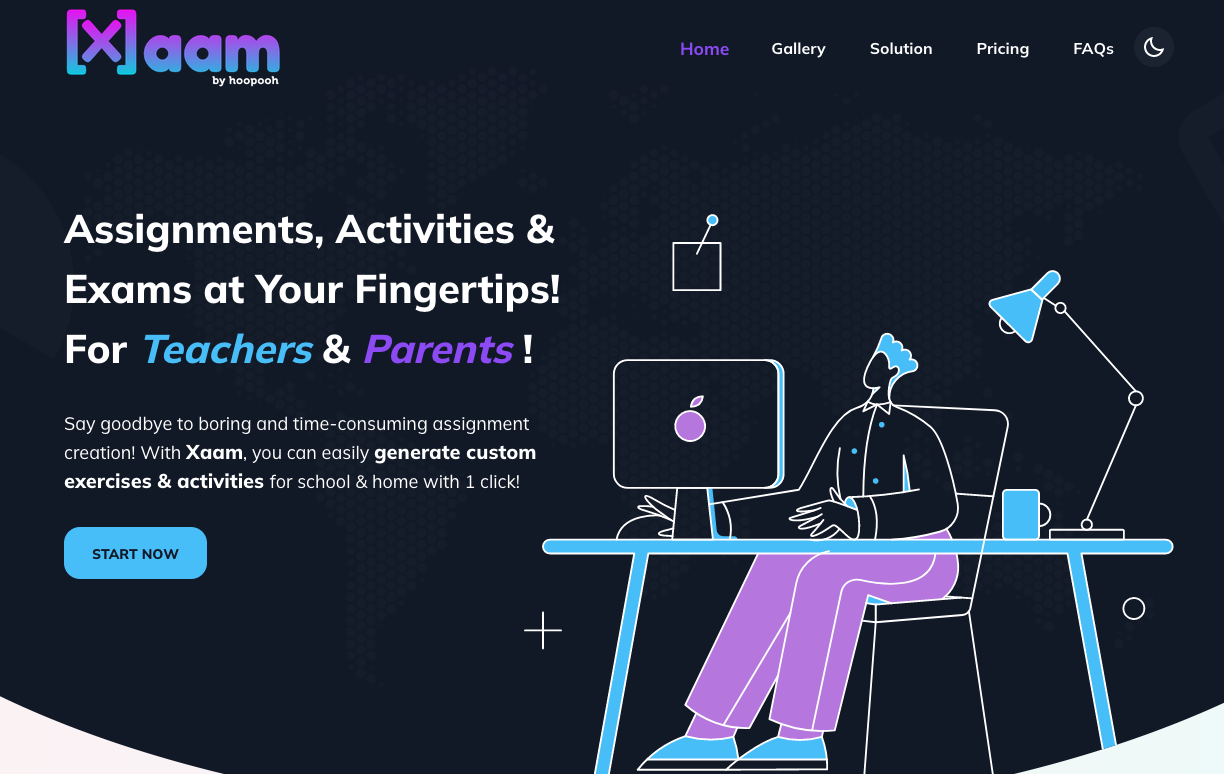 [X]aam
by hoopooh
Home Gallery Solution Pricing FAQs
Assignments, Activities &
Exams at Your Fingertips!
For Teachers & Parents !
Say goodbye to boring and time-consuming assignment
creation! With Xaam, you can easily generate custom
exercises & activities for school & home with 1 click!
START NOW